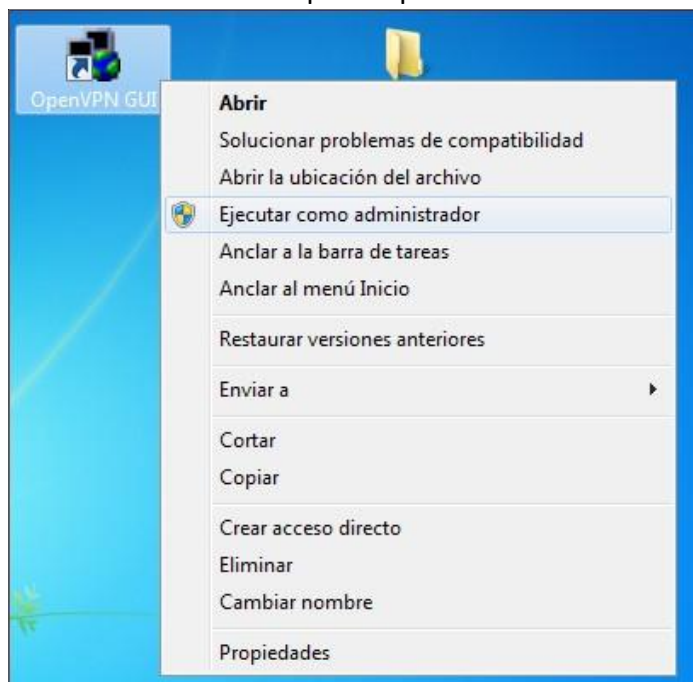 OpenVPN GUI
Abrir
Solucionar problemas de compatibilidad
Abrir la ubicación del archivo
Ejecutar como administrador
Anclar a la barra de tareas
Anclar al menú Inicio
Restaurar versiones anteriores
Enviar a
Cortar
Copiar
Crear acceso directo
Eliminar
Cambiar nombre
Propiedades